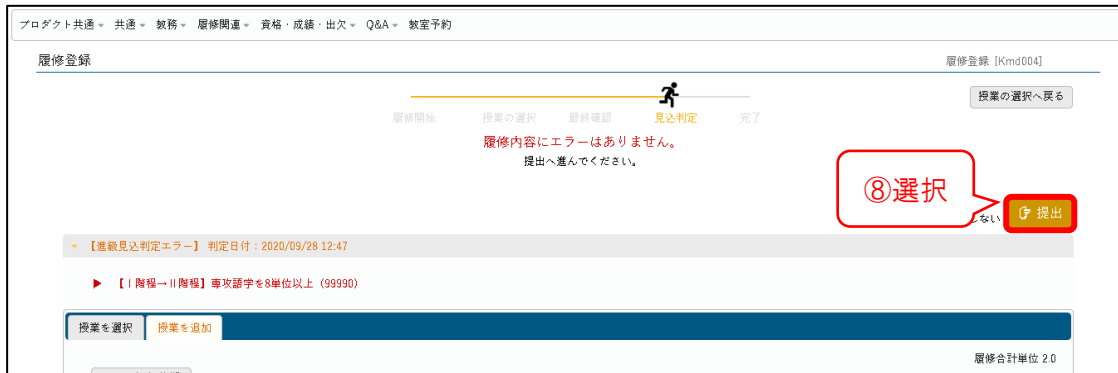 プロダクト共通 共通 教務 履修関連 資格・成績・出欠 Q&A 教室予約
履修登録
履修登録 [Kmd004]
授業の選択へ戻る
履修開始 授業の選択 最終確認 見込判定 完了
履修内容にエラーはありません。
提出へ進んでください。
⑧選択
しない
提出
【進級見込判定エラー】 判定日付：2020/09/28 12:47
【Ⅰ階程→Ⅱ階程】専攻語学を8単位以上 (99990)
授業を選択 授業を追加
履修合計単位 2.0